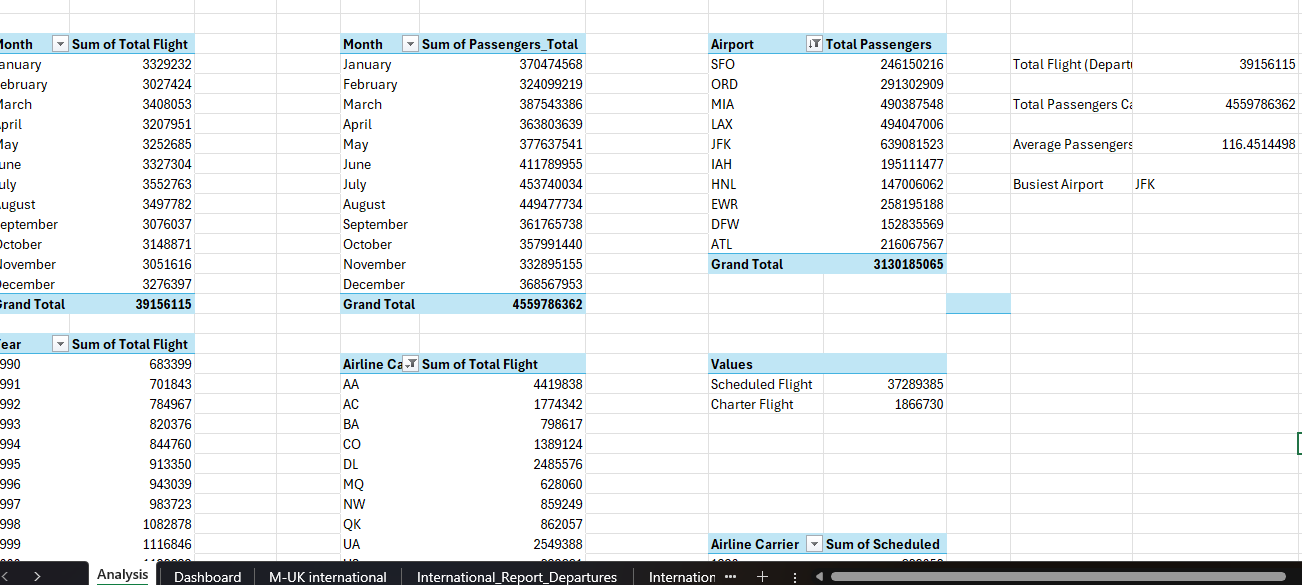 Month Sum of Total Flight Month Sum of Passengers_Total Airport Total Passengers
anuary 3329232 January 370474568 SFO 246150216 Total Flight (Depart 39156115
ebruary 3027424 February 324099219 ORD 291302909
March 3408053 March 387543386 MIA 490387548 Total Passengers Ca 4559786362
pril 3207951 April 363803639 LAX 494047006
May 3252685 May 377637541 JFK 639081523 Average Passengers 116.4514498
une 3327304 June 411789955 IAH 195111477
uly 3552763 July 453740034 HNL 147006062 Busiest Airport JFK
ugust 3497782 August 449477734 EWR 258195188
eptember 3076037 September 361765738 DFW 152835569
October 3148871 October 357991440 ATL 216067567
November 3051616 November 332895155 Grand Total 3130185065
December 3276397 December 368567953
Grand Total 39156115 Grand Total 4559786362
ear Sum of Total Flight
990 683399 Airline Ca Sum of Total Flight Values
991 701843 AA 4419838 Scheduled Flight 37289385
992 784967 AC 1774342 Charter Flight 1866730
993 820376 BA 798617
994 844760 CO 1389124
995 913350 DL 2485576
996 943039 MQ 628060
997 983723 NW 859249
998 1082878 QK 862057
999 1116846 UA 2549388 Airline Carrier Sum of Scheduled
Analysis Dashboard M-UK international International_Report_Departures Internation